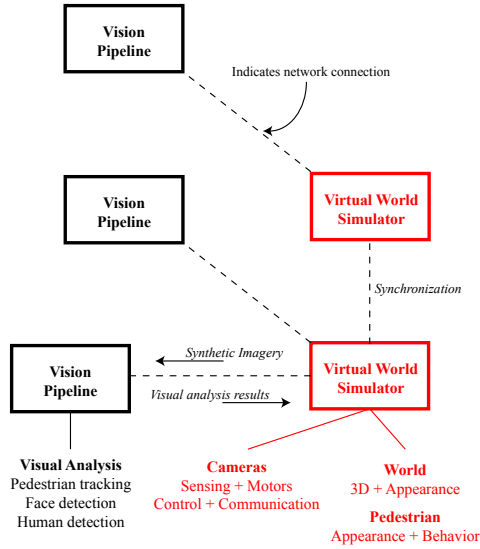 Vision
Pipeline
Indicates network connection
Vision
Pipeline
Virtual World
Simulator
Synchronization
Vision
Pipeline
Synthetic Imagery
Visual analysis results
Virtual World
Simulator
Visual Analysis
Pedestrian tracking
Face detection
Human detection
Cameras
Sensing + Motors
Control + Communication
World
3D + Appearance
Pedestrian
Appearance + Behavior